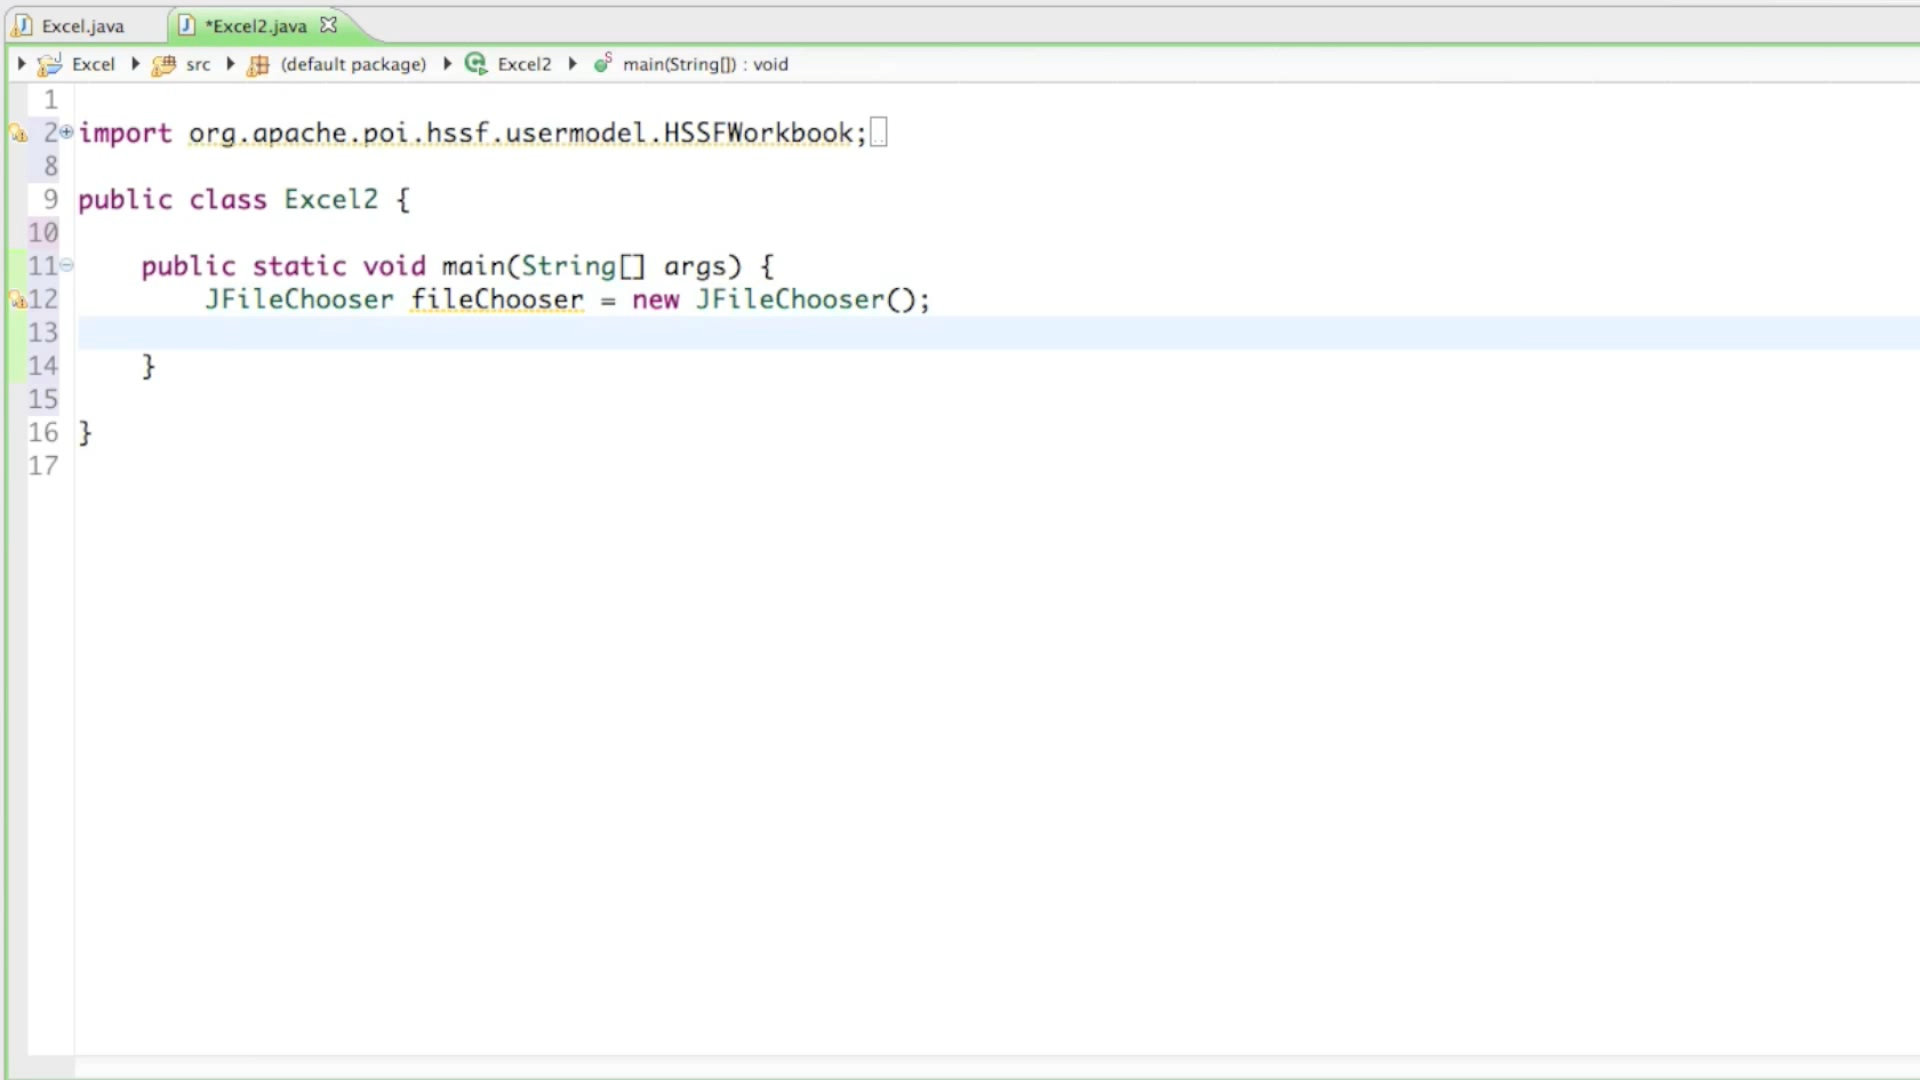 Excel.java *Excel2.java
Excel src (default package) Excel2 main(String[]) : void
1
2 import org.apache.poi.hssf.usermodel.HSSFWorkbook;
8
9 public class Excel2 {
10
11 public static void main(String[] args) {
12 JFileChooser fileChooser = new JFileChooser();
13
14 }
15
16 }
17